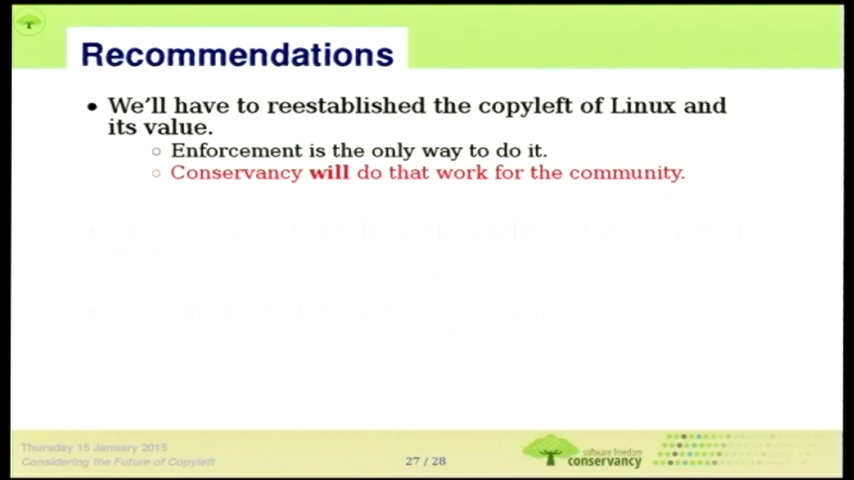 Recommendations
• We'll have to reestablished the copyleft of Linux and
its value.
○ Enforcement is the only way to do it.
○ Conservancy will do that work for the community.
Thursday 15 January 2015
Considering the Future of Copyleft
27 / 28
software freedom
conservancy